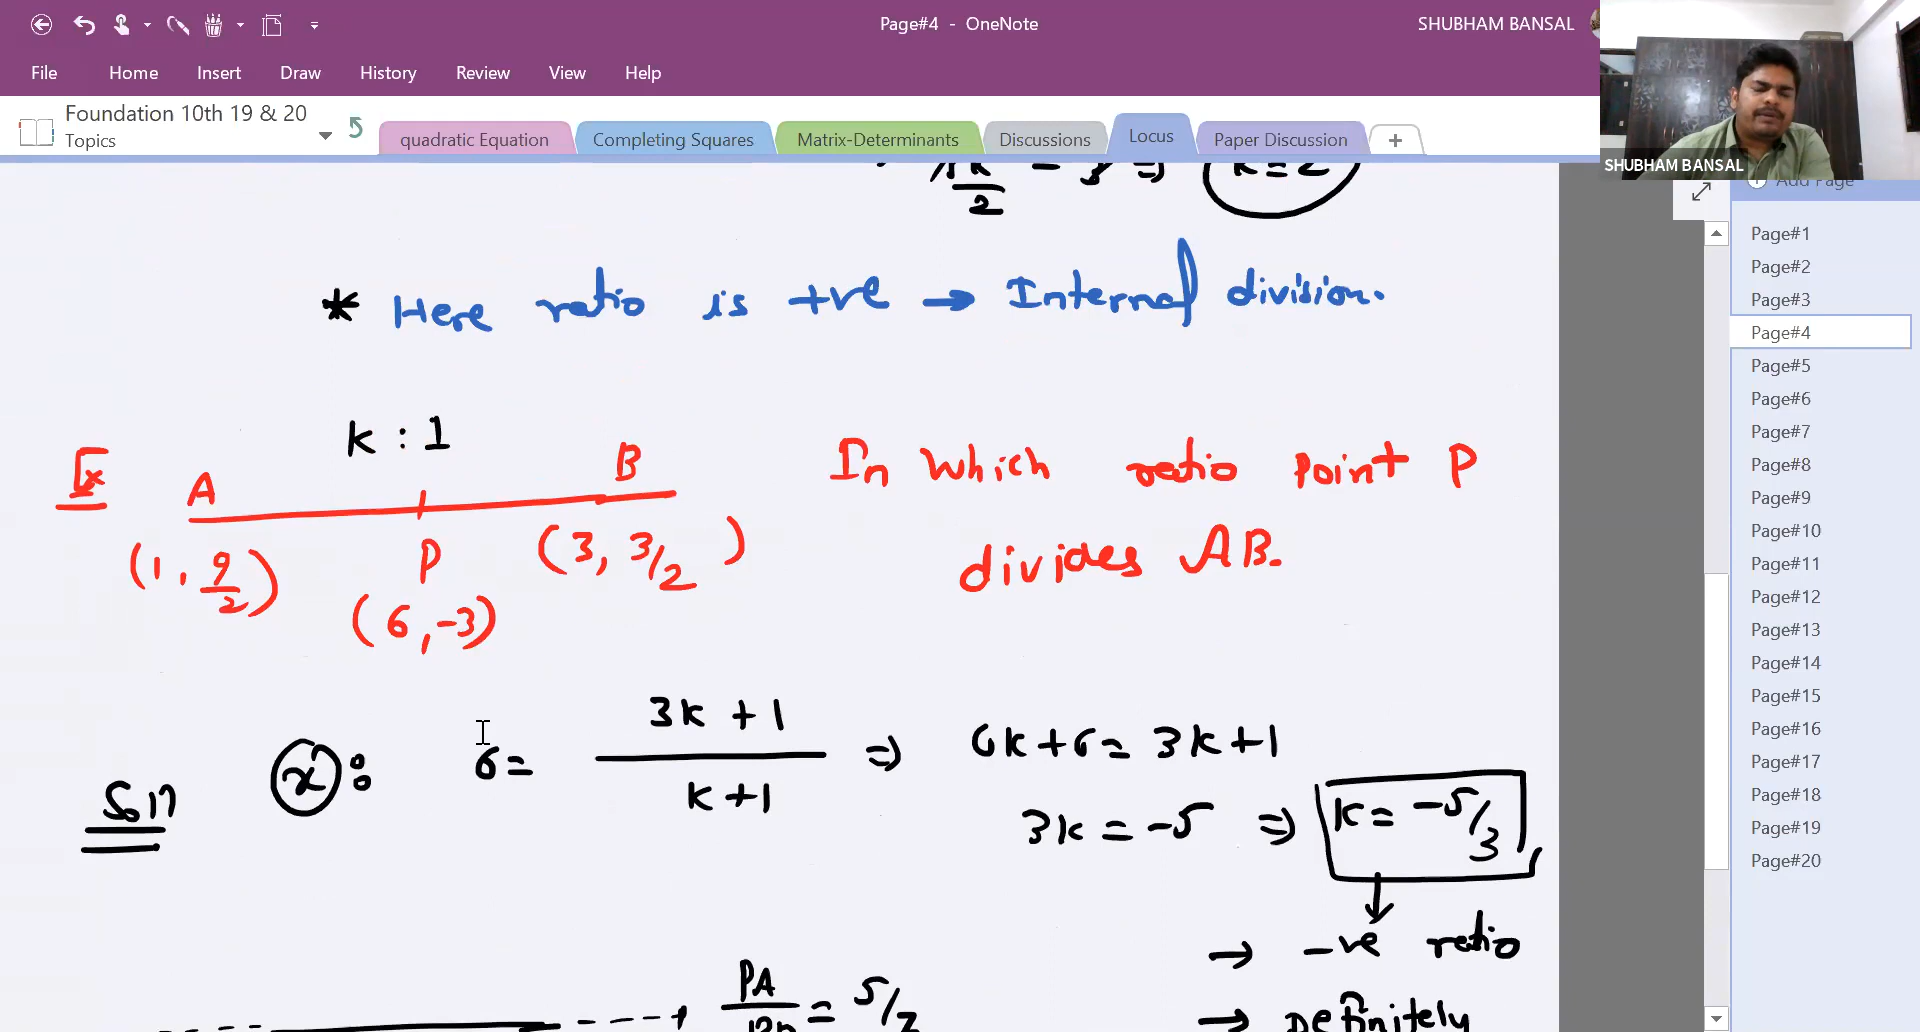 Page#4 - OneNote
SHUBHAM BANSAL
File Home Insert Draw History Review View Help
Foundation 10th 19 & 20
Topics
quadratic Equation Completing Squares Matrix-Determinants Discussions Locus Paper Discussion +
SHUBHAM BANSAL
Add Page
k = 2
2
* Here ratio is +ve → Internal division.
k : 1
Ex
A B
(1, 9/2) P (3, 3/2)
(6, -3)
In which ratio point P
divides AB.
Soln
x : 6 = (3k + 1)/(k + 1) ⇒ 6k + 6 = 3k + 1
3k = -5 ⇒ k = -5/3,
→ -ve ratio
→ Definitely
PA
= 5/
Page#1
Page#2
Page#3
Page#4
Page#5
Page#6
Page#7
Page#8
Page#9
Page#10
Page#11
Page#12
Page#13
Page#14
Page#15
Page#16
Page#17
Page#18
Page#19
Page#20